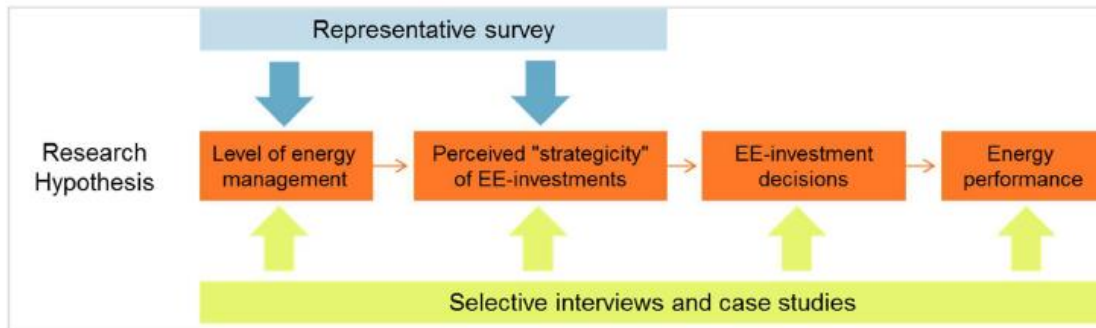 Representative survey
Research
Hypothesis
Level of energy
management
Perceived "strategicity"
of EE-investments
EE-investment
decisions
Energy
performance
Selective interviews and case studies